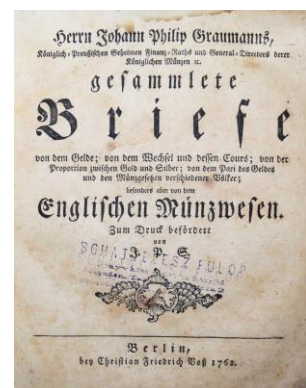 Herrn Johann Philip Graumanns,
Königlich-Preußischen Geheimen Finanz-Raths und General-Directors derer
Königlichen Münzen ꝛc.
gesammlete
Briefe
von dem Gelde; von dem Wechsel und dessen Cours; von der
Proportion zwischen Gold und Silber; von dem Pari des Geldes
und den Münzgesetzen verschiedener Völker;
besonders aber von dem
Englischen Münzwesen.
Zum Druck befördert
von
J. P. S.
Berlin,
bey Christian Friedrich Voß 1762.